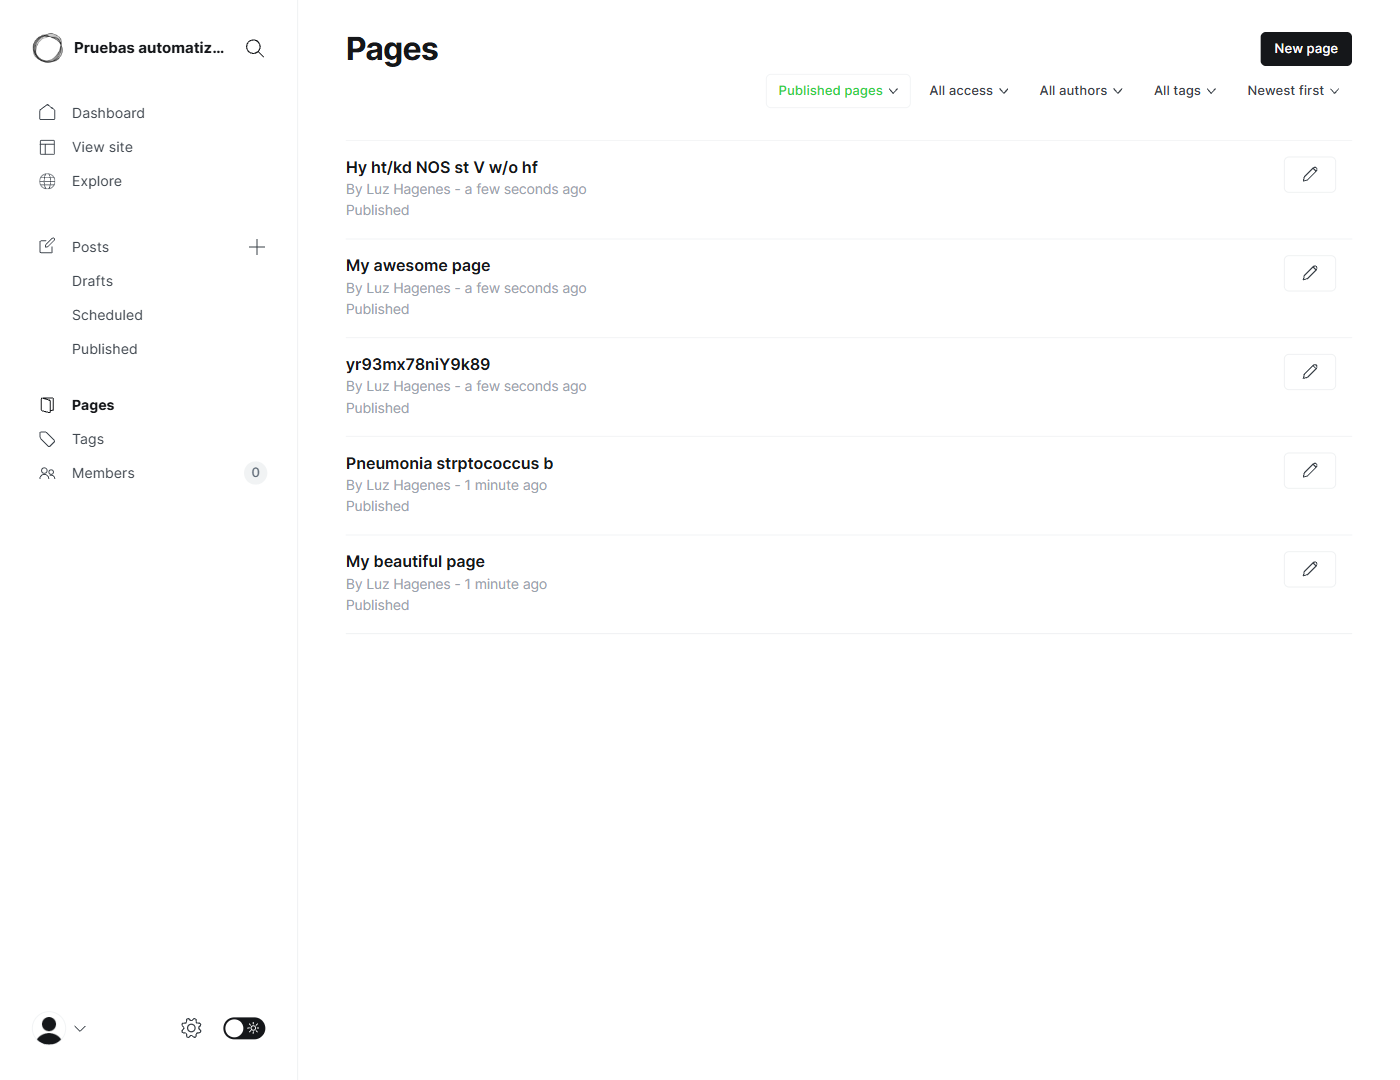 Pruebas automatiz...
Dashboard
View site
Explore
Posts
Drafts
Scheduled
Published
Pages
Tags
Members
0
Pages
New page
Published pages
All access
All authors
All tags
Newest first
Hy ht/kd NOS st V w/o hf
By Luz Hagenes - a few seconds ago
Published
My awesome page
By Luz Hagenes - a few seconds ago
Published
yr93mx78niY9k89
By Luz Hagenes - a few seconds ago
Published
Pneumonia strptococcus b
By Luz Hagenes - 1 minute ago
Published
My beautiful page
By Luz Hagenes - 1 minute ago
Published